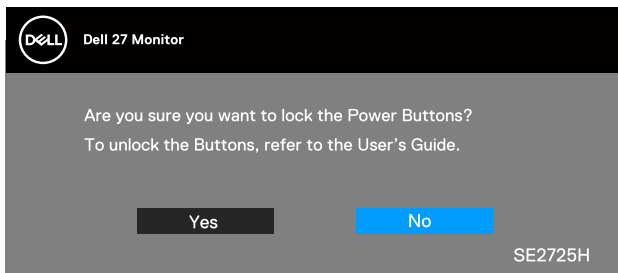 DELL
Dell 27 Monitor
Are you sure you want to lock the Power Buttons?
To unlock the Buttons, refer to the User’s Guide.
Yes No
SE2725H